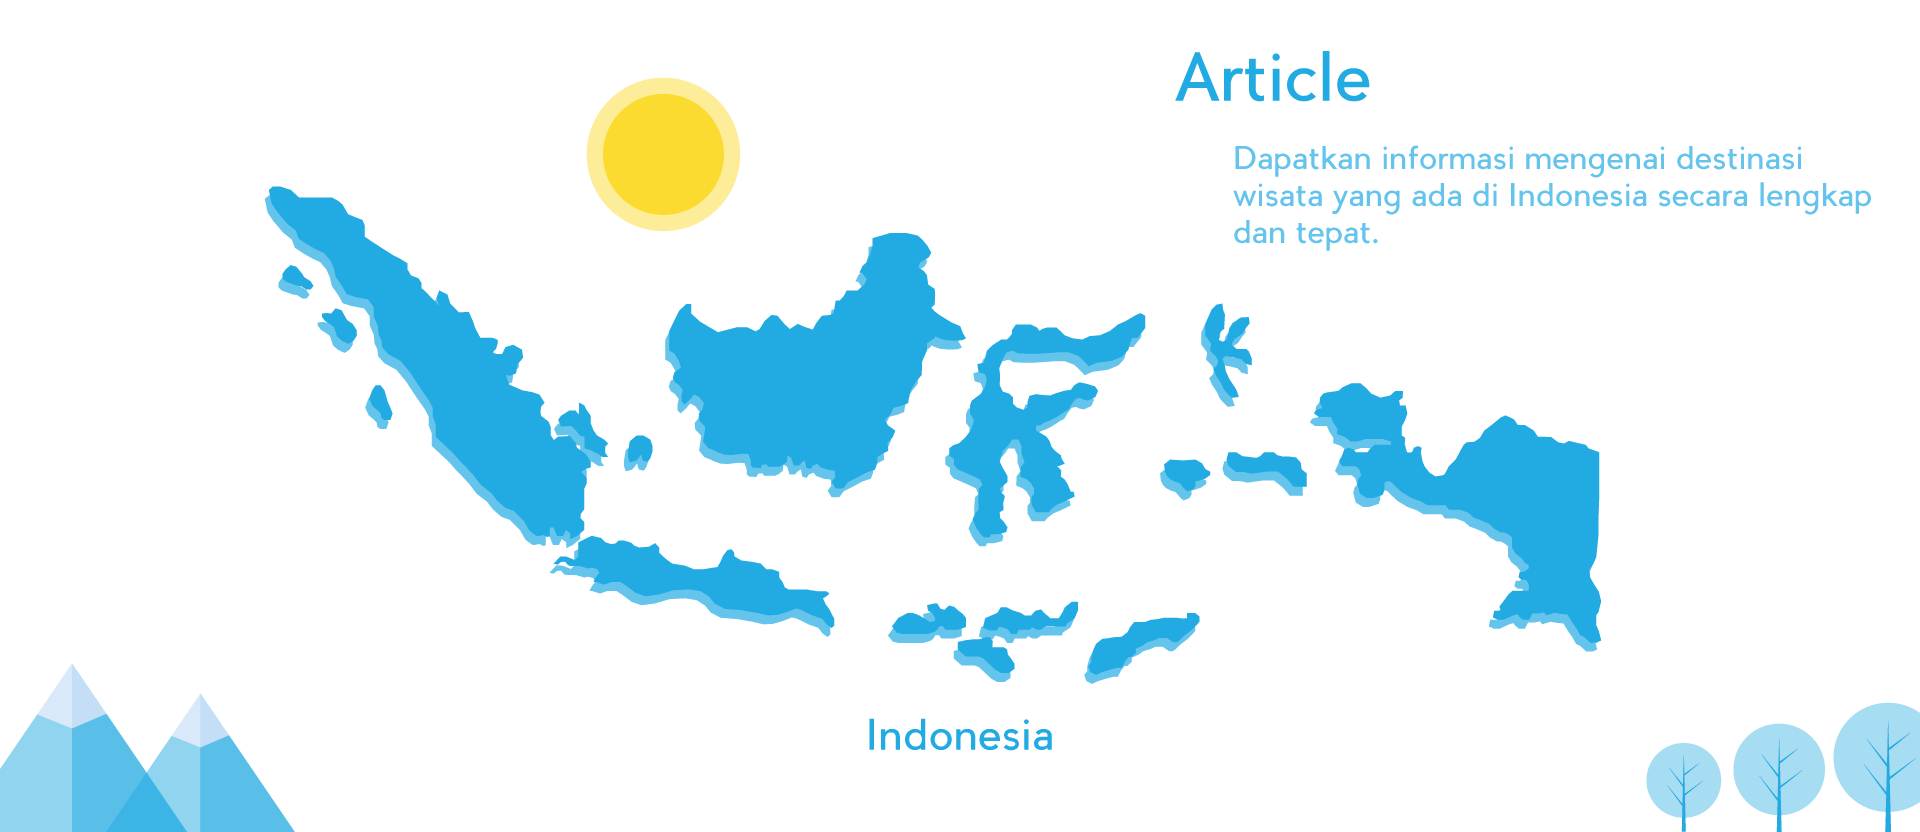 Article
Dapatkan informasi mengenai destinasi
wisata yang ada di Indonesia secara lengkap
dan tepat.
Indonesia